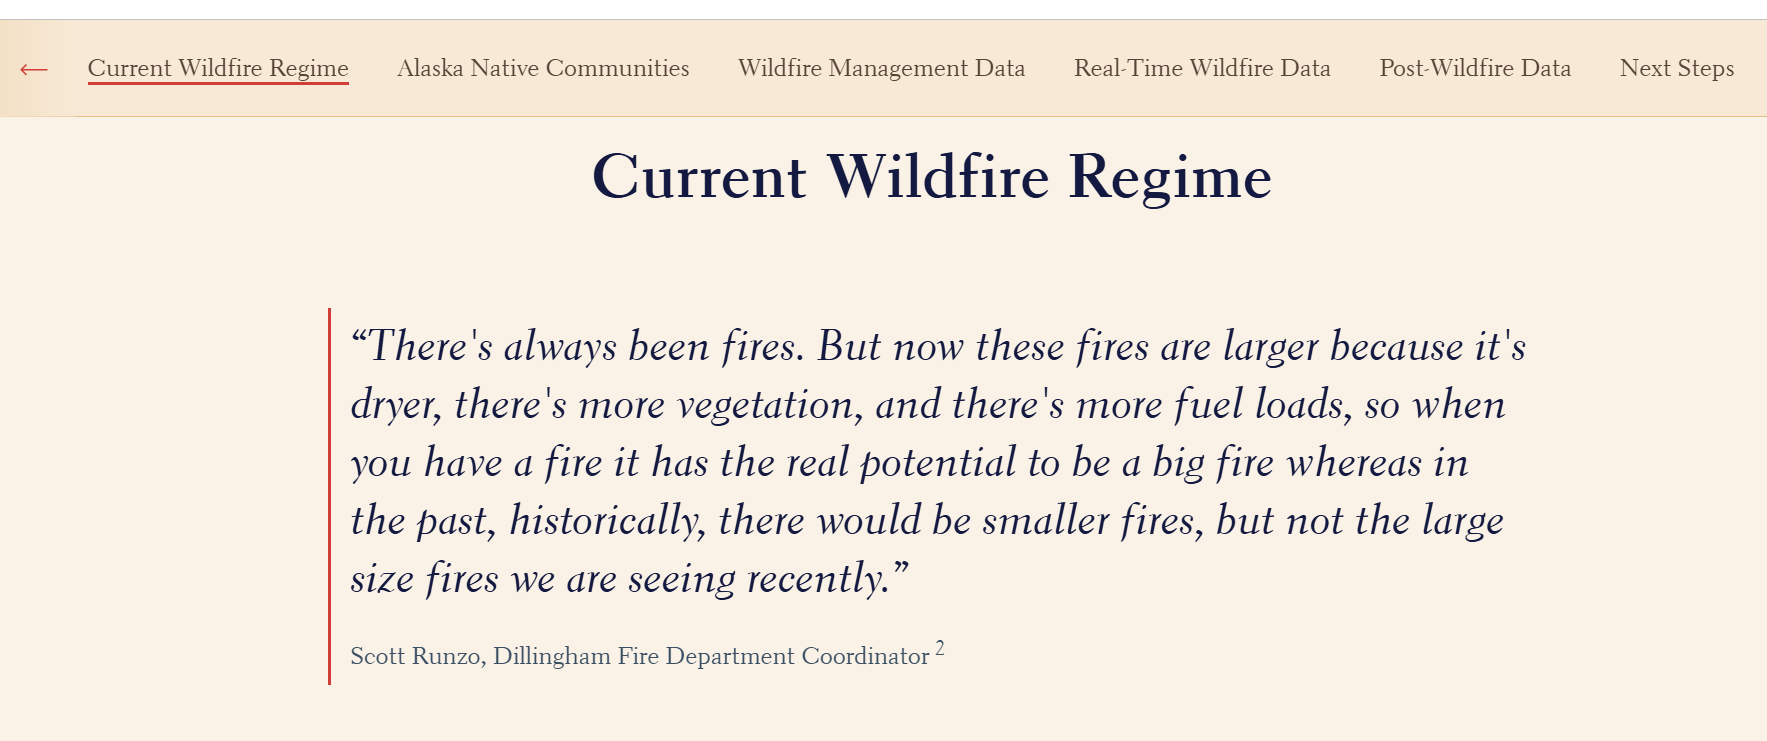 ← Current Wildfire Regime Alaska Native Communities Wildfire Management Data Real-Time Wildfire Data Post-Wildfire Data Next Steps
Current Wildfire Regime
“There's always been fires. But now these fires are larger because it's
dryer, there's more vegetation, and there's more fuel loads, so when
you have a fire it has the real potential to be a big fire whereas in
the past, historically, there would be smaller fires, but not the large
size fires we are seeing recently.”
Scott Runzo, Dillingham Fire Department Coordinator 2